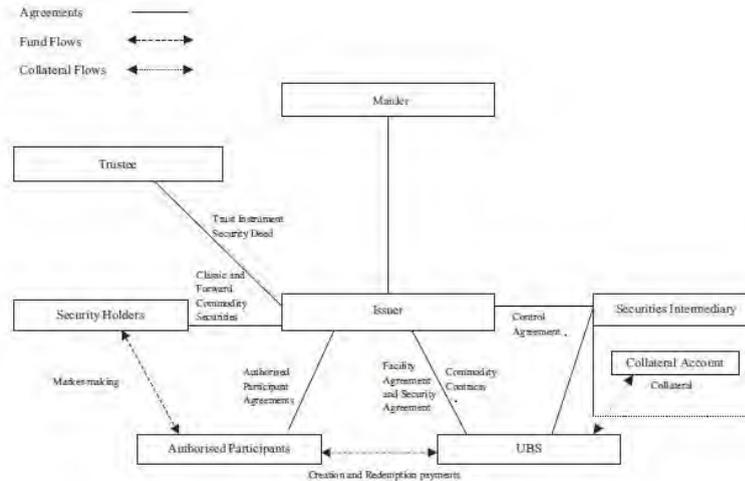 Agreements
Fund Flows
Collateral Flows
Trustee
Trust Instrument
Security Deed
Classic and
Forward
Commodity
Securities
Security Holders
Issuer
Securities Intermediary
Control
Agreement
Collateral Account
Collateral
Market-making
Authorised
Participant
Agreements
Facility
Agreement
and Security
Agreement
Commodity
Contracts
Authorised Participants
UBS
Creation and Redemption payments